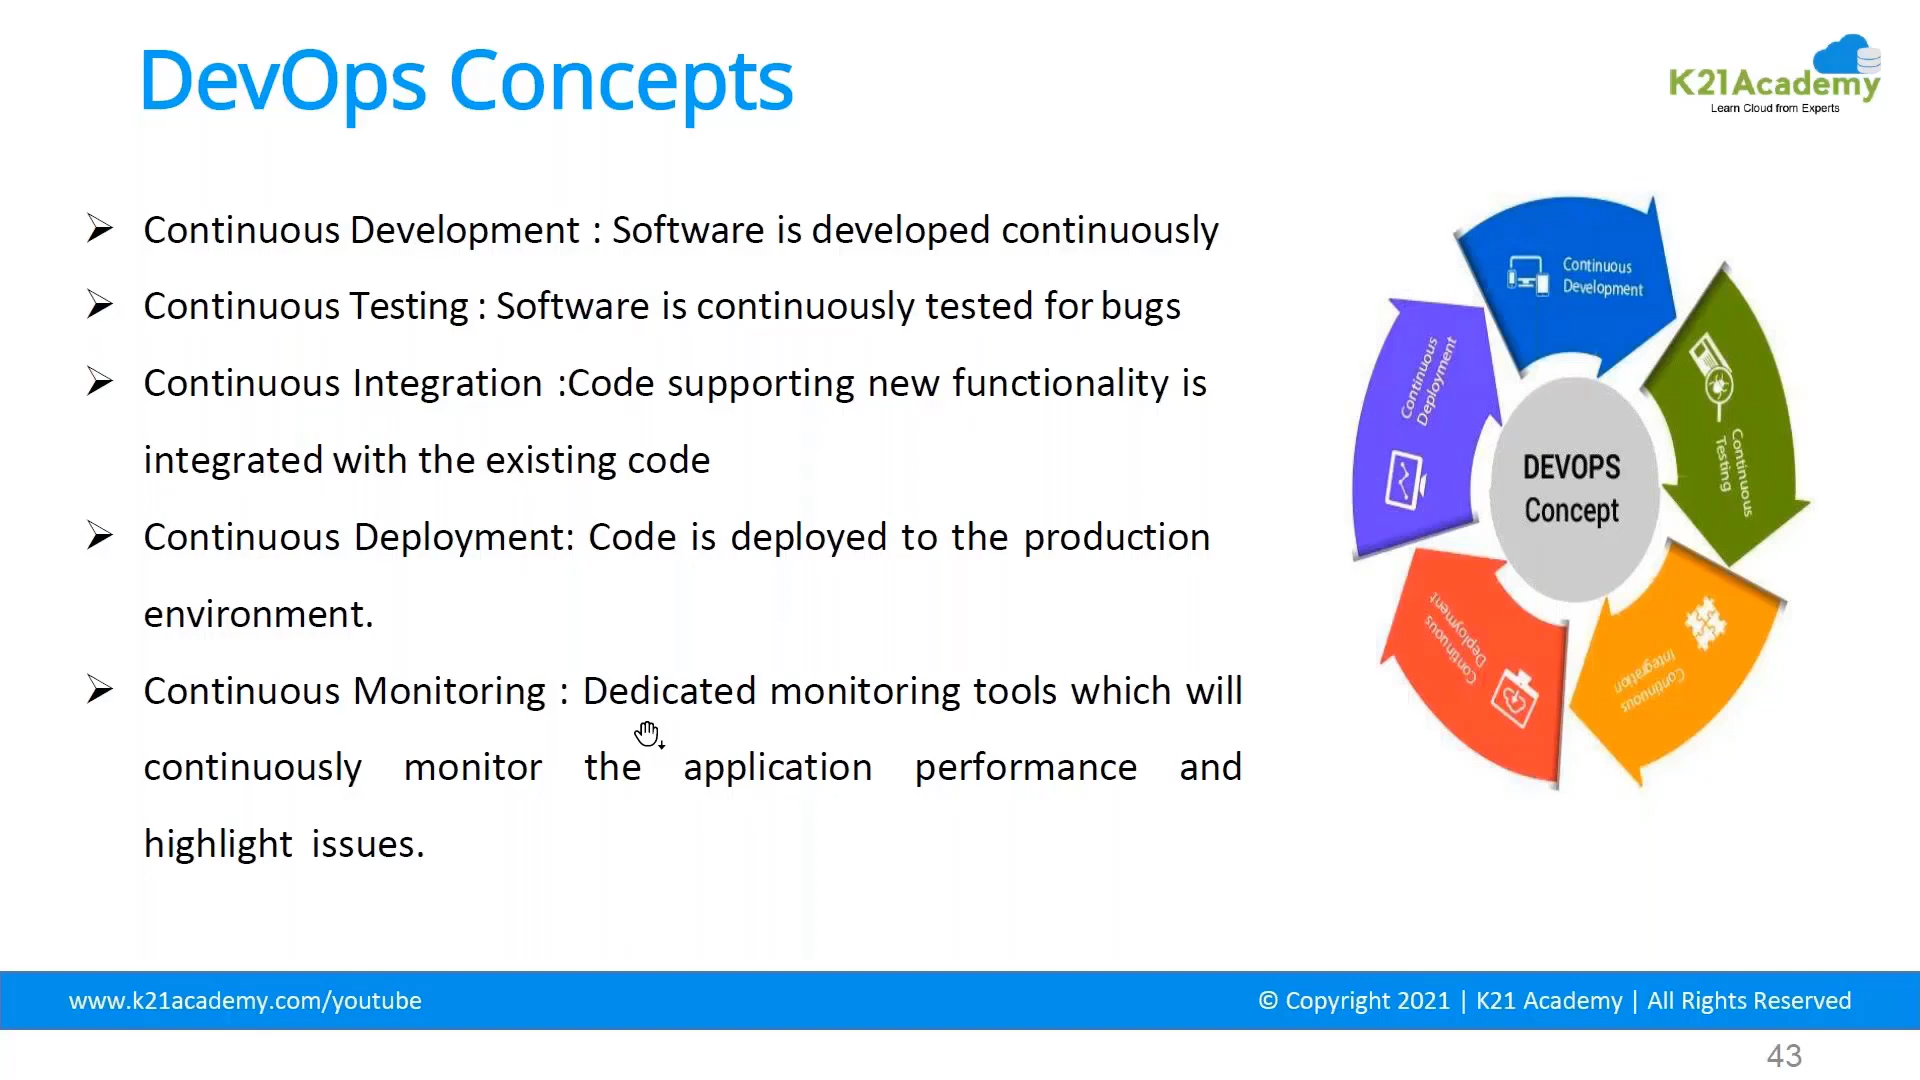 DevOps Concepts
K21Academy
Learn Cloud from Experts
Continuous Development : Software is developed continuously
Continuous Testing : Software is continuously tested for bugs
Continuous Integration :Code supporting new functionality is
integrated with the existing code
Continuous Deployment: Code is deployed to the production
environment.
Continuous Monitoring : Dedicated monitoring tools which will
continuously monitor the application performance and
highlight issues.
Continuous
Development
Continuous
Testing
Continuous
Integration
Continuous
Deployment
Continuous
Deployment
DEVOPS
Concept
www.k21academy.com/youtube
© Copyright 2021 | K21 Academy | All Rights Reserved
43